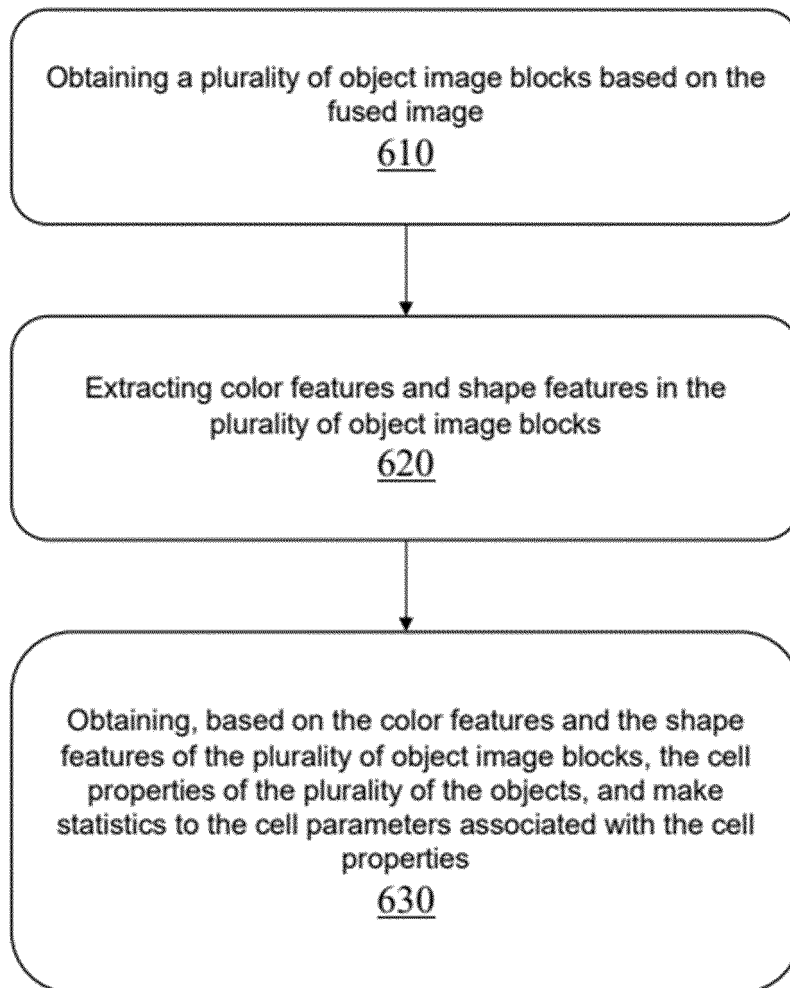 Obtaining a plurality of object image blocks based on the
fused image
610
Extracting color features and shape features in the
plurality of object image blocks
620
Obtaining, based on the color features and the shape
features of the plurality of object image blocks, the cell
properties of the plurality of the objects, and make
statistics to the cell parameters associated with the cell
properties
630